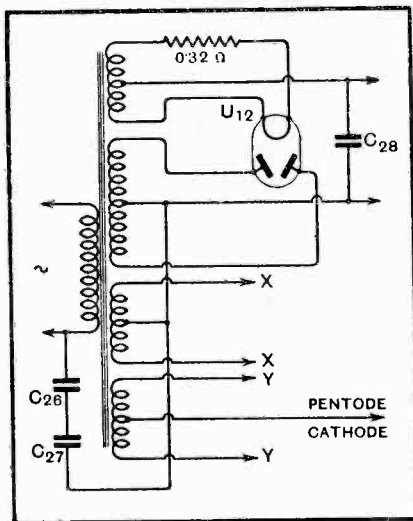 0·32 Ω
U12
C28
~
X
X
Y
C26
PENTODE
CATHODE
C27
Y